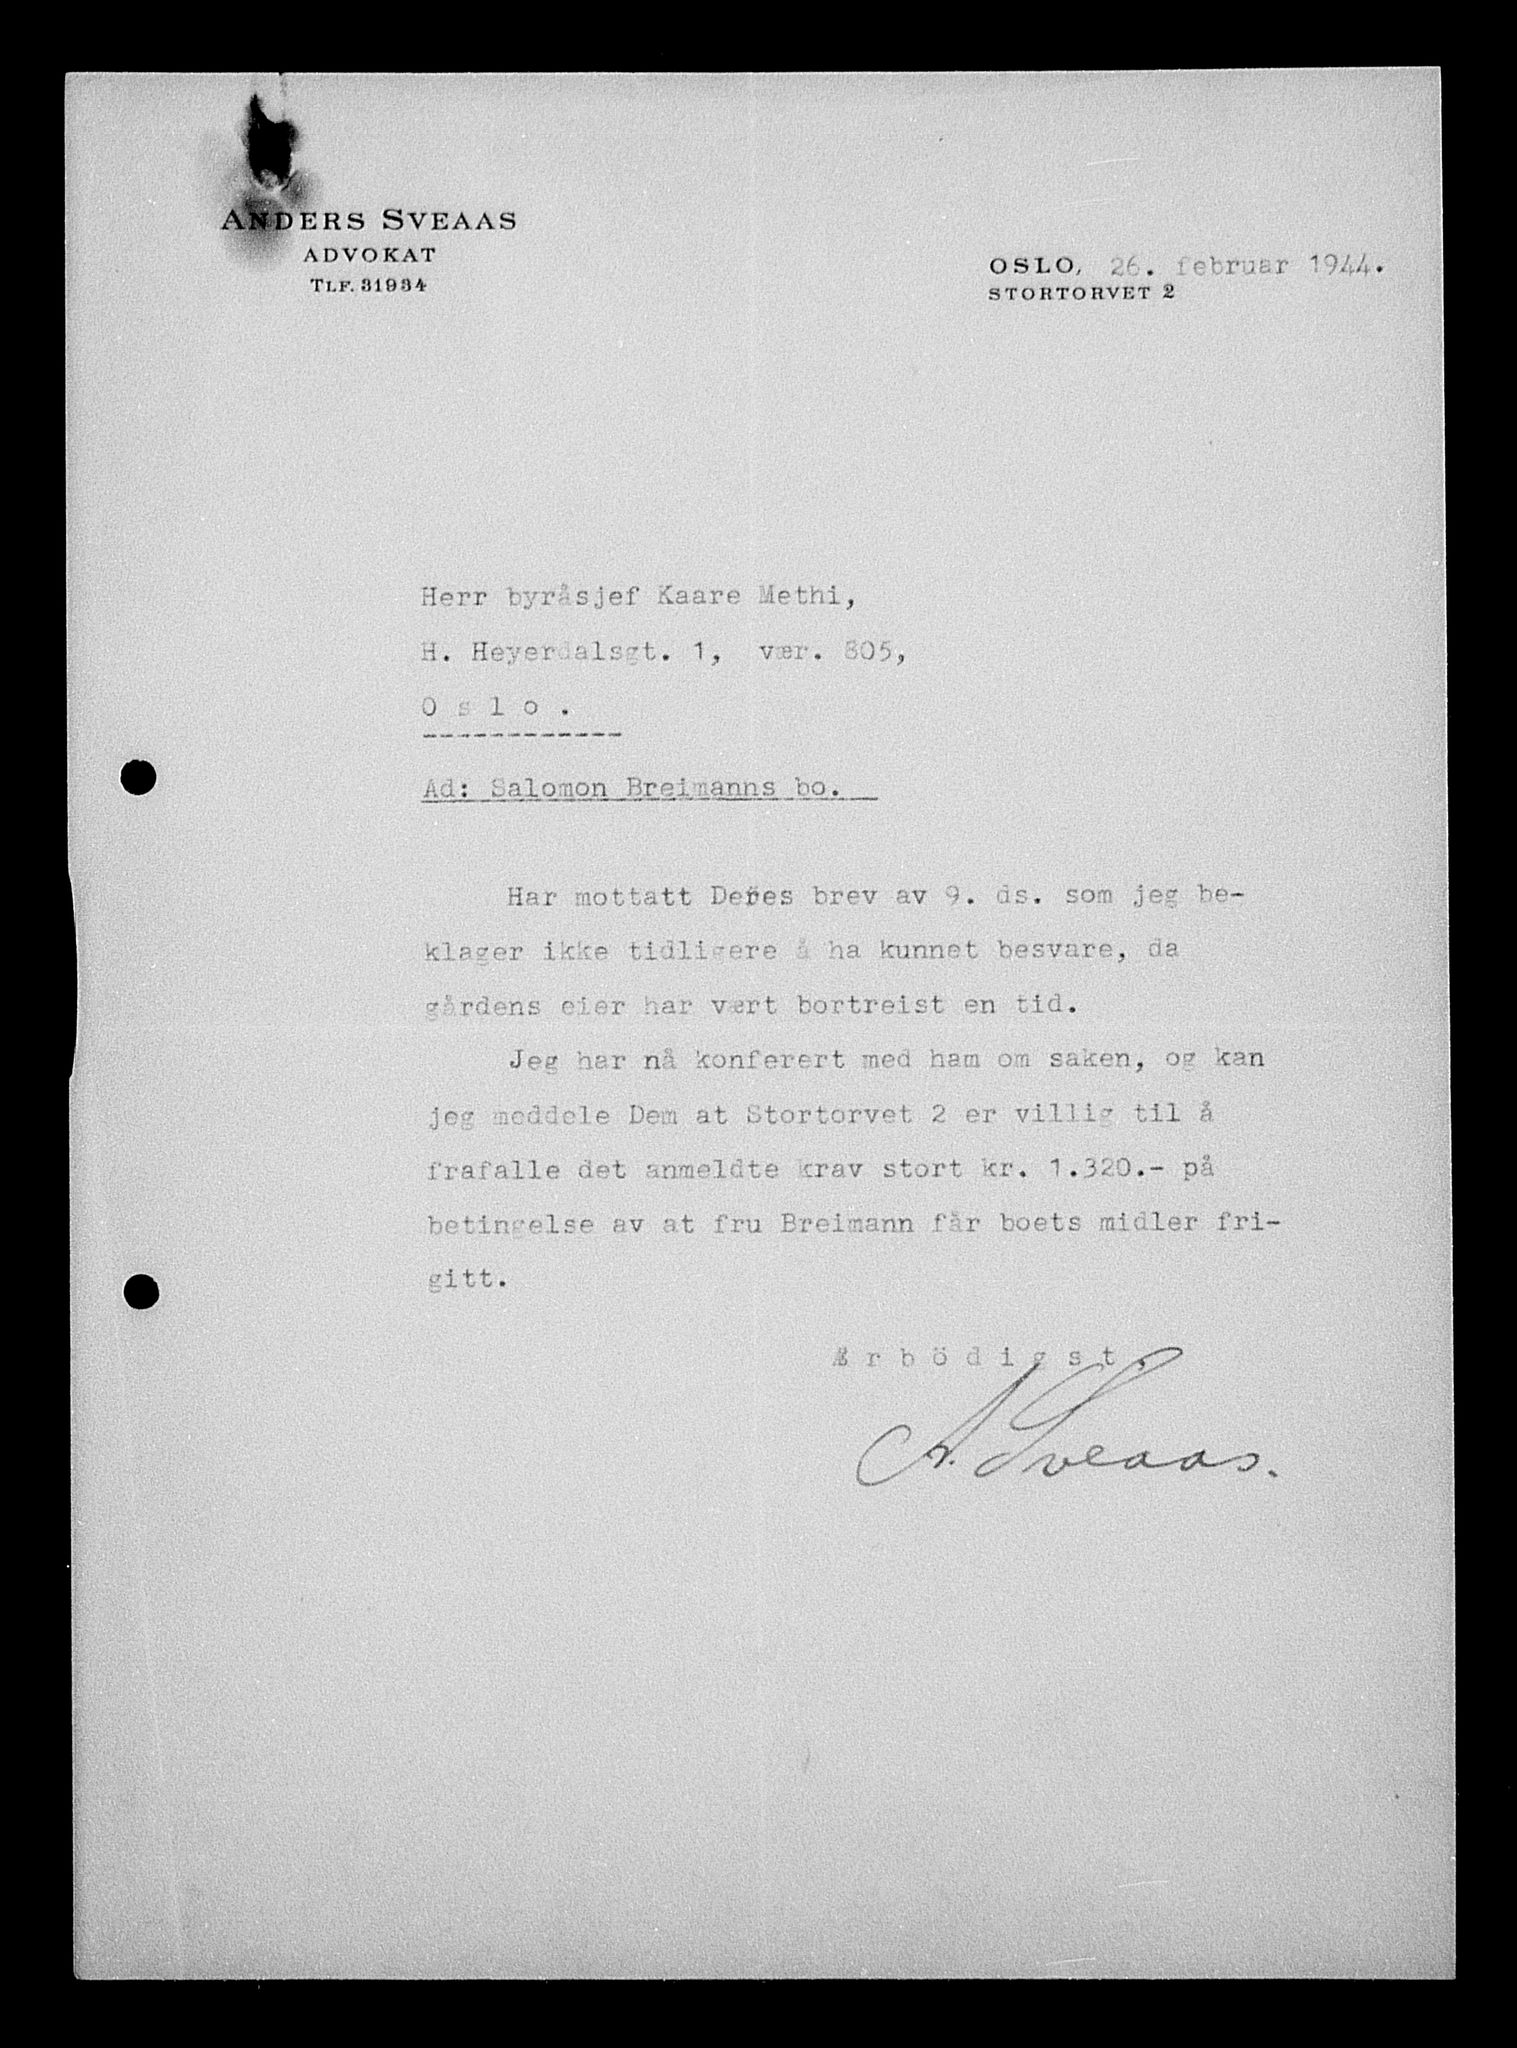 ANDERS SVEAAS
ADVOKAT
TLF. 31934
OSLO, 26. februar 1944.
STORTORVET 2
Herr byråsjef Kaare Methi,
H. Heyerdalsgt. 1, vær. 805,
O s l o .
------------
Ad: Salomon Breimanns bo.
Har mottatt Deres brev av 9. ds. som jeg be-
klager ikke tidligere å ha kunnet besvare, da
gårdens eier har vært bortreist en tid.
Jeg har nå konferert med ham om saken, og kan
jeg meddele Dem at Stortorvet 2 er villig til å
frafalle det anmeldte krav stort kr. 1.320.- på
betingelse av at fru Breimann får boets midler fri-
gitt.
Æ r b ö d i g s t ,
A. Sveaas.